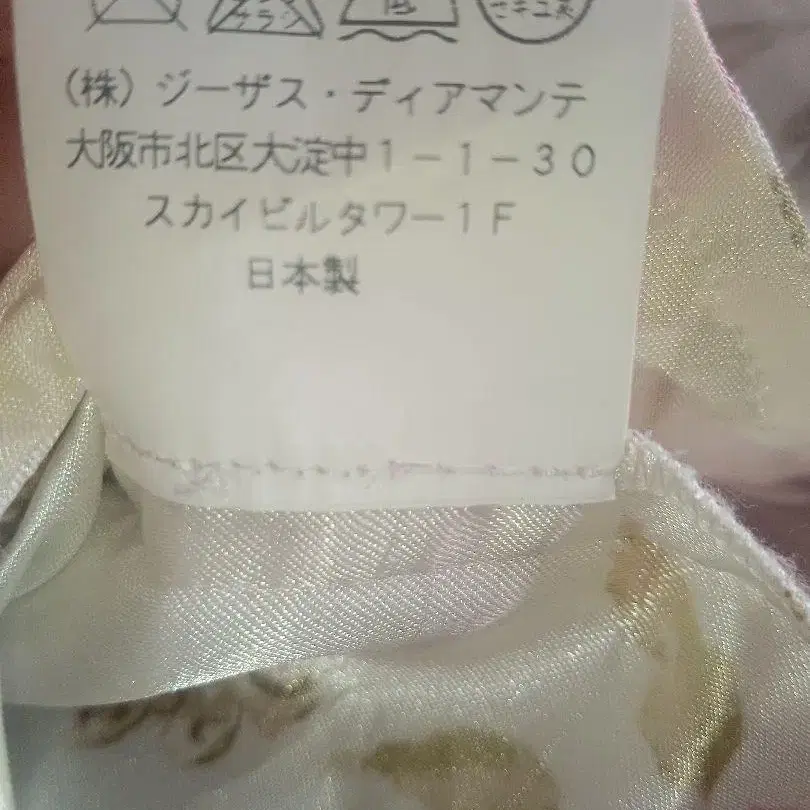 （株）ジーザス・ディアマンテ
大阪市北区大淀中１－１－３０
スカイビルタワー１Ｆ
日本製